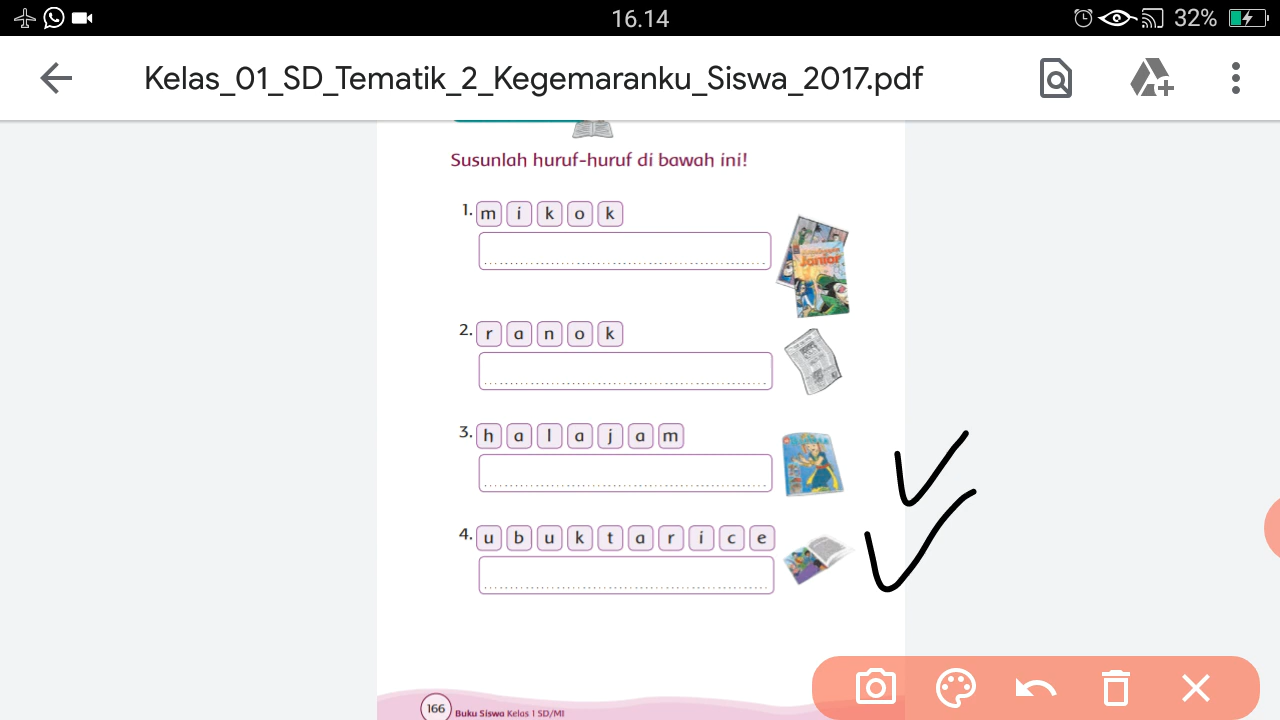 16.14
32%
Kelas_01_SD_Tematik_2_Kegemaranku_Siswa_2017.pdf
Susunlah huruf-huruf di bawah ini!
1. m i k o k
Junior
2. r a n o k
3. h a l a j a m
4. u b u k t a r i c e
166 Buku Siswa Kelas 1 SD/MI